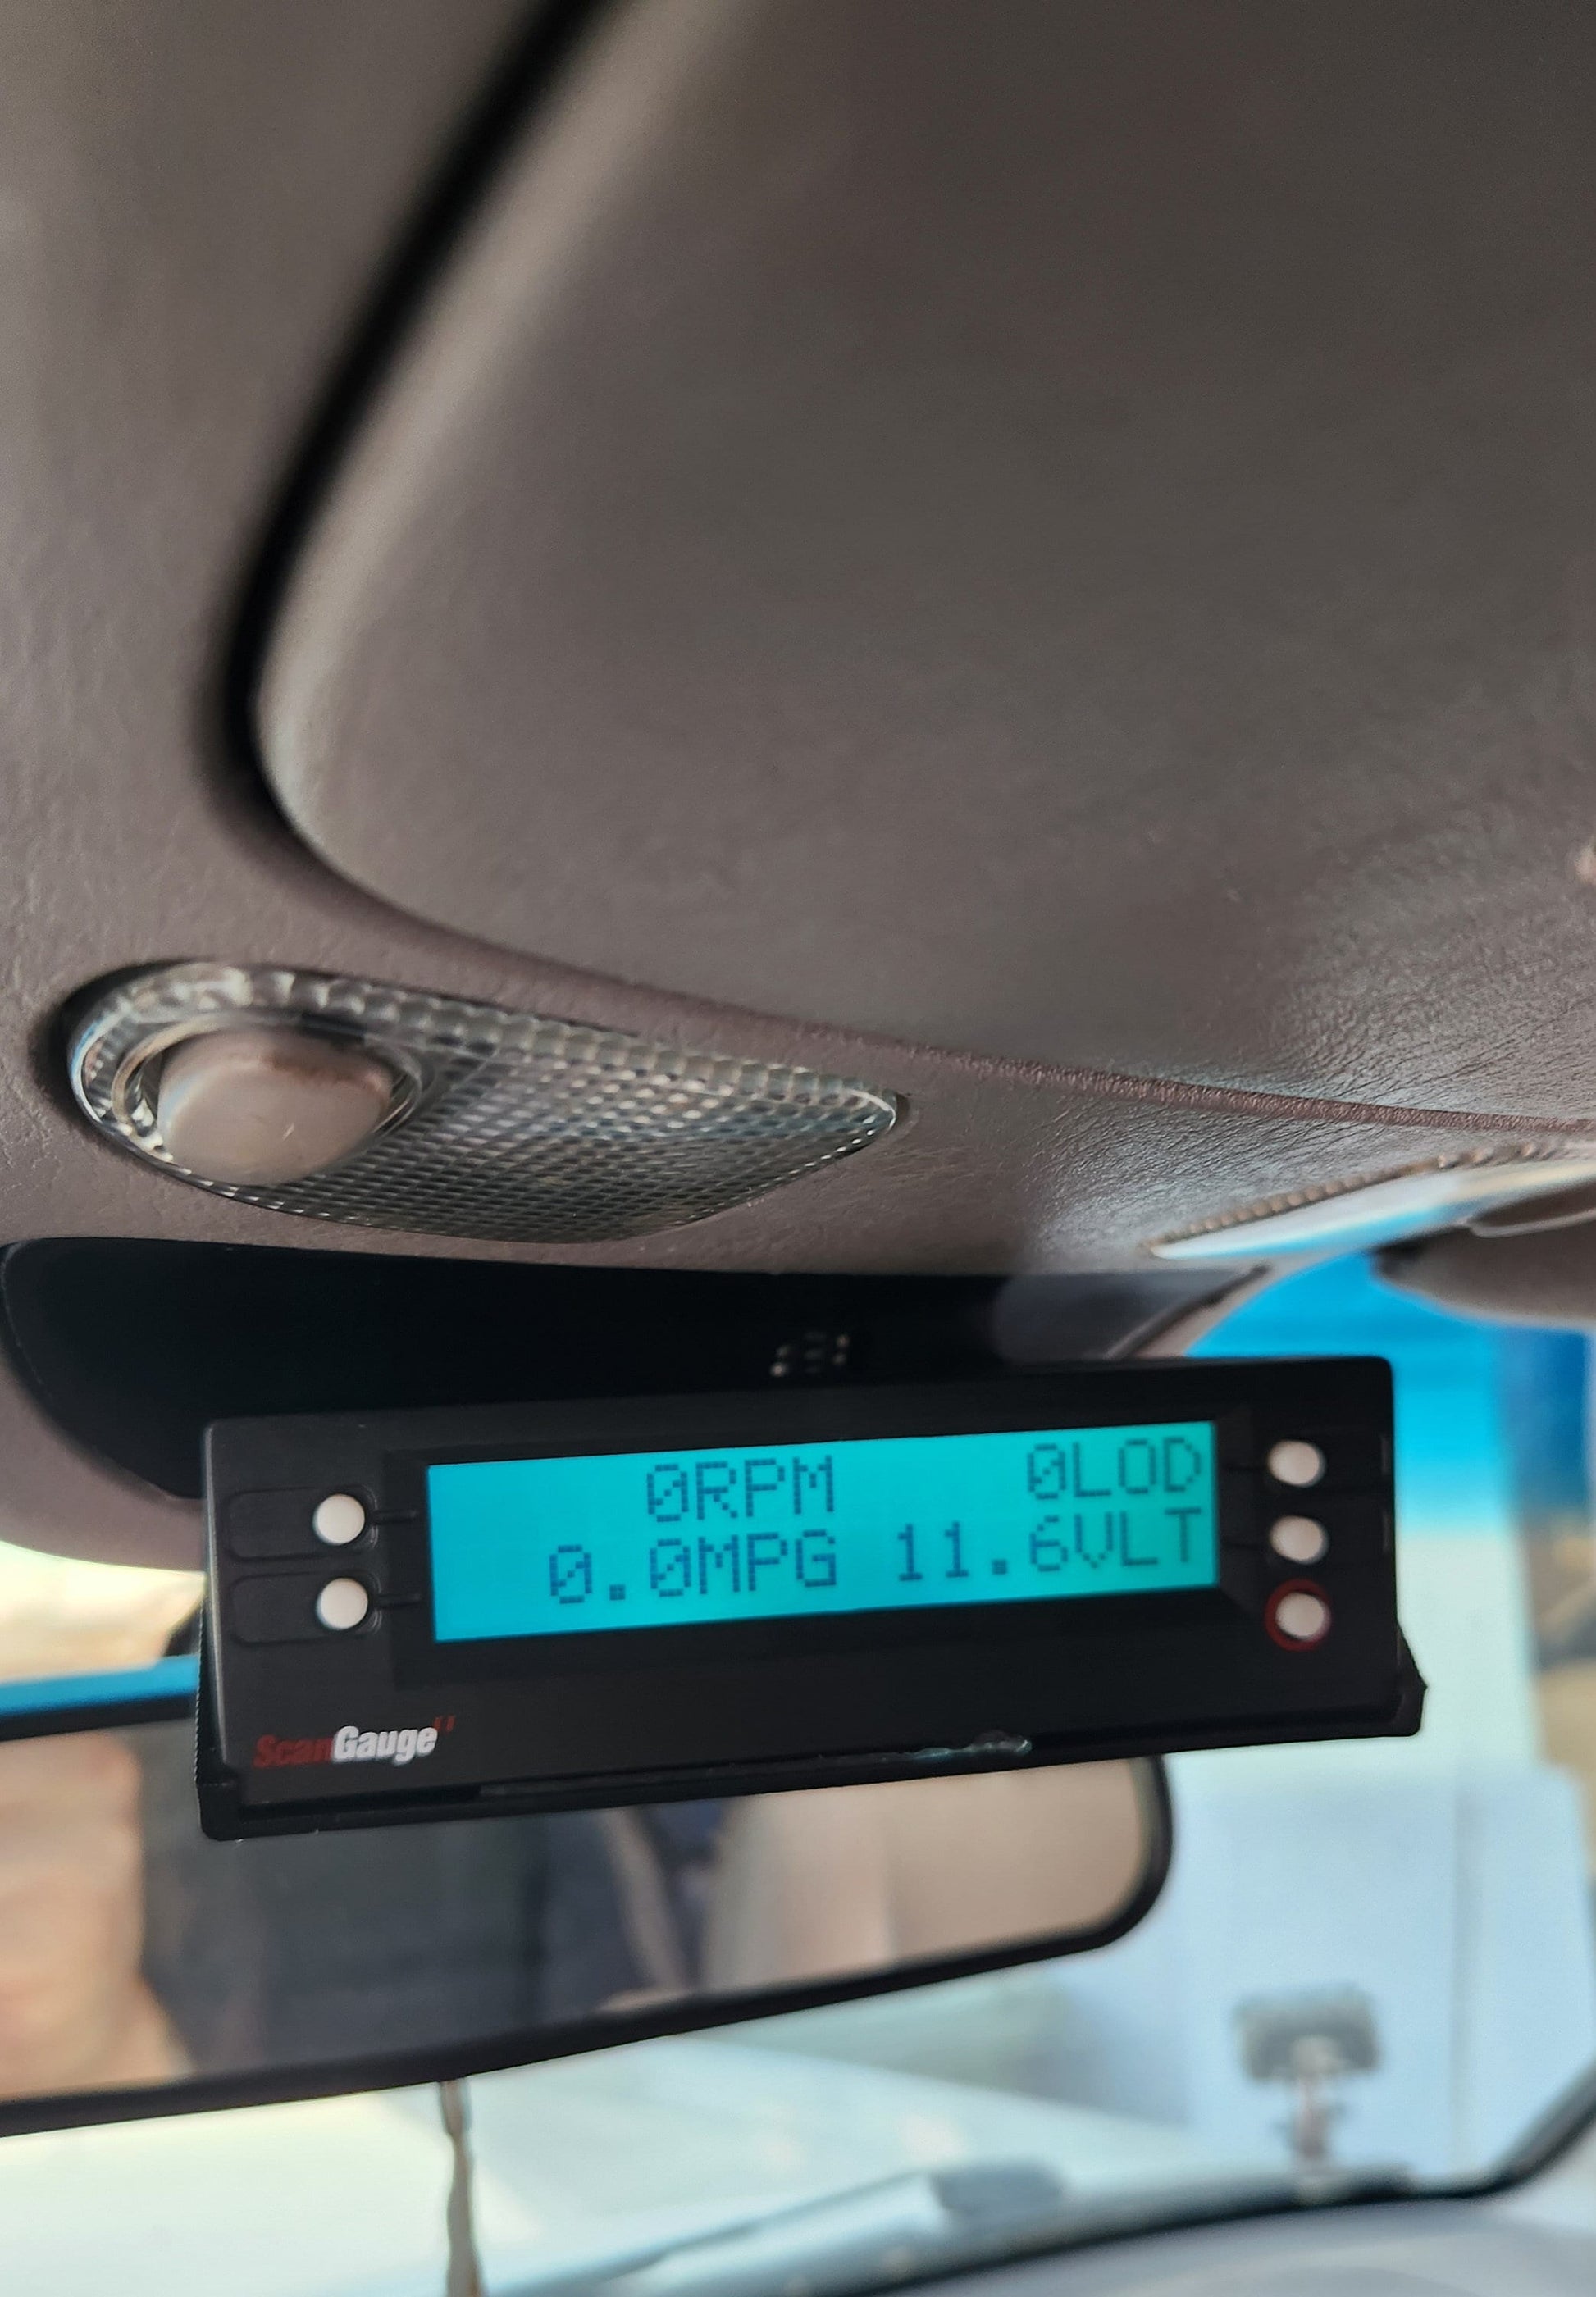 0RPM 0LOD
0.0MPG 11.6VLT
ScanGauge II